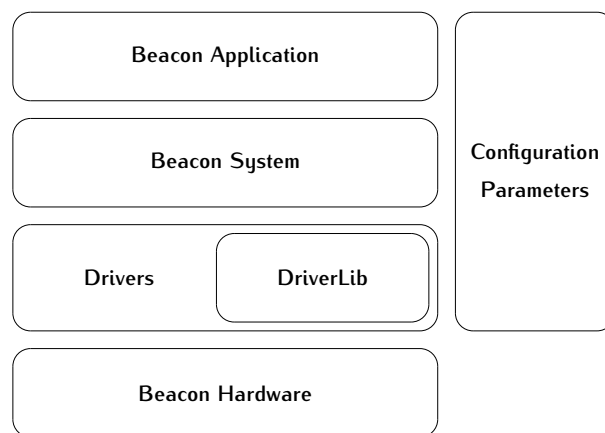 Beacon Application
Beacon System
Configuration
Parameters
Drivers
DriverLib
Beacon Hardware